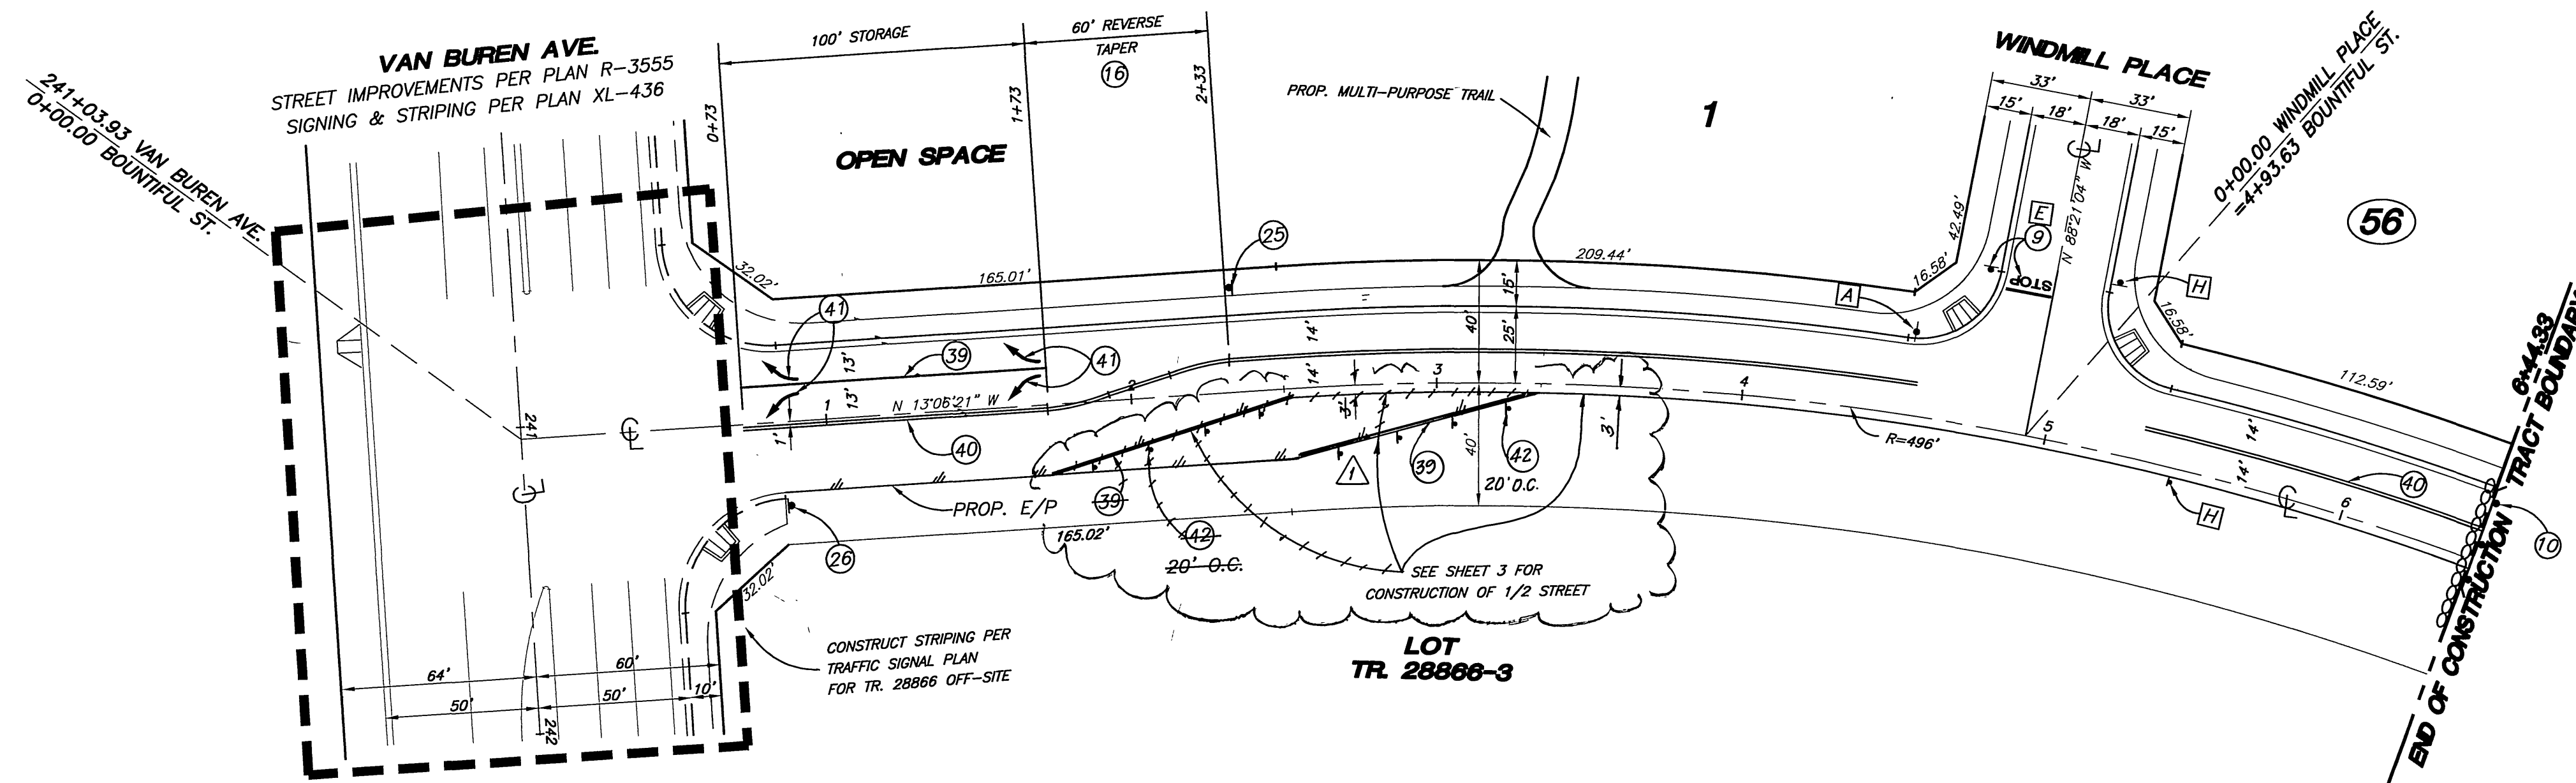 VAN BUREN AVE.
STREET IMPROVEMENTS PER PLAN R-3555
SIGNING & STRIPING PER PLAN XL-436
241+03.93 VAN BUREN AVE.
0+00.00 BOUNTIFUL ST.
100' STORAGE
60' REVERSE
TAPER
16
0+73
1+73
2+33
OPEN SPACE
PROP. MULTI-PURPOSE TRAIL
1
WINDMILL PLACE
33'
33'
15'
18'
18'
15'
0+00.00 WINDMILL PLACE
=4+93.63 BOUNTIFUL ST.
56
℄
N 88°21'04" W
E
9
STOP
42.49'
16.58'
A
H
16.58'
112.59'
25
32.02'
165.01'
209.44'
15'
40'
25'
14'
14'
41
39
41
13'
13'
1
2
3
4
5
6
N 13°06'21" W
1'
40
1'
3'
3'
R=496'
14'
14'
40
℄
H
10
241
℄
℄
PROP. E/P
39
42
20' O.C.
165.02'
1
39
42
20' O.C.
40'
26
32.02'
SEE SHEET 3 FOR
CONSTRUCTION OF 1/2 STREET
CONSTRUCT STRIPING PER
TRAFFIC SIGNAL PLAN
FOR TR. 28866 OFF-SITE
LOT
TR. 28866-3
64'
60'
50'
50'
10'
242
6+44.33
END OF CONSTRUCTION - TRACT BOUNDARY